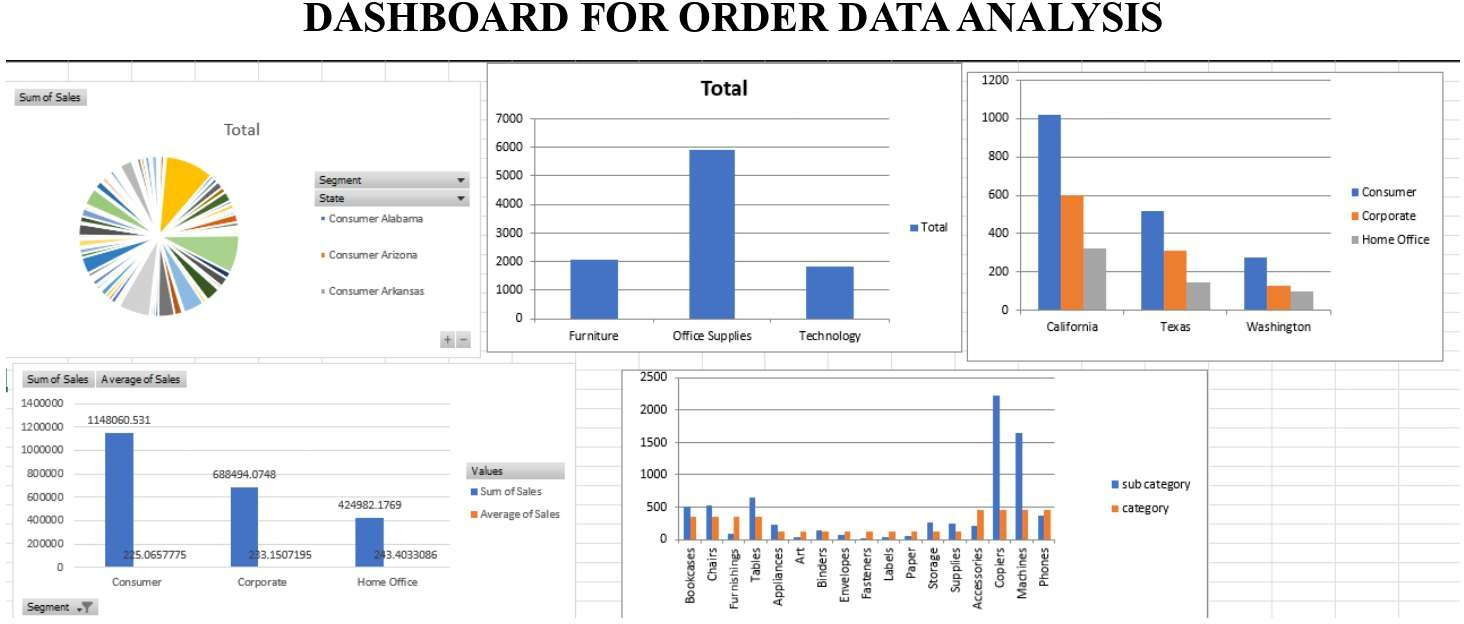 DASHBOARD FOR ORDER DATA ANALYSIS
Sum of Sales
Total
Segment
State
Consumer Alabama
Consumer Arizona
Consumer Arkansas
+ −
Total
7000
6000
5000
4000
3000
2000
1000
0
Furniture Office Supplies Technology
Total
1200
1000
800
600
400
200
0
California Texas Washington
Consumer
Corporate
Home Office
Sum of Sales Average of Sales
1400000
1200000
1000000
800000
600000
400000
200000
0
1148060.531
688494.0748
424982.1769
225.0657775 233.1507195 243.4033086
Consumer Corporate Home Office
Values
Sum of Sales
Average of Sales
Segment
2500
2000
1500
1000
500
0
Bookcases
Chairs
Furnishings
Tables
Appliances
Art
Binders
Envelopes
Fasteners
Labels
Paper
Storage
Supplies
Accessories
Copiers
Machines
Phones
sub category
category